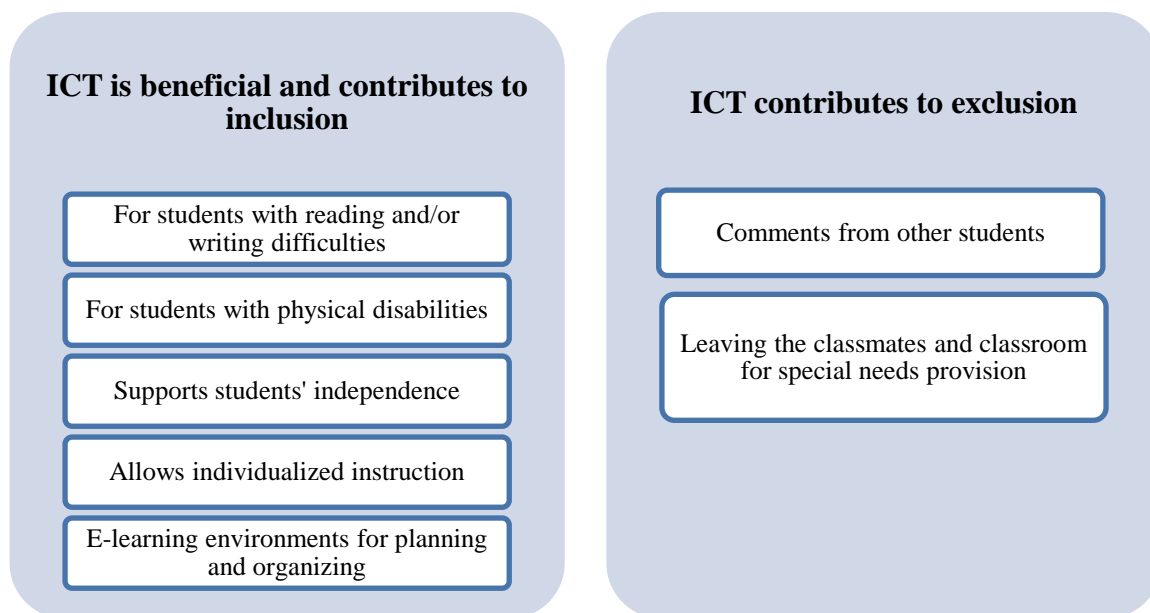 ICT is beneficial and contributes to
inclusion
For students with reading and/or
writing difficulties
For students with physical disabilities
Supports students' independence
Allows individualized instruction
E-learning environments for planning
and organizing
ICT contributes to exclusion
Comments from other students
Leaving the classmates and classroom
for special needs provision